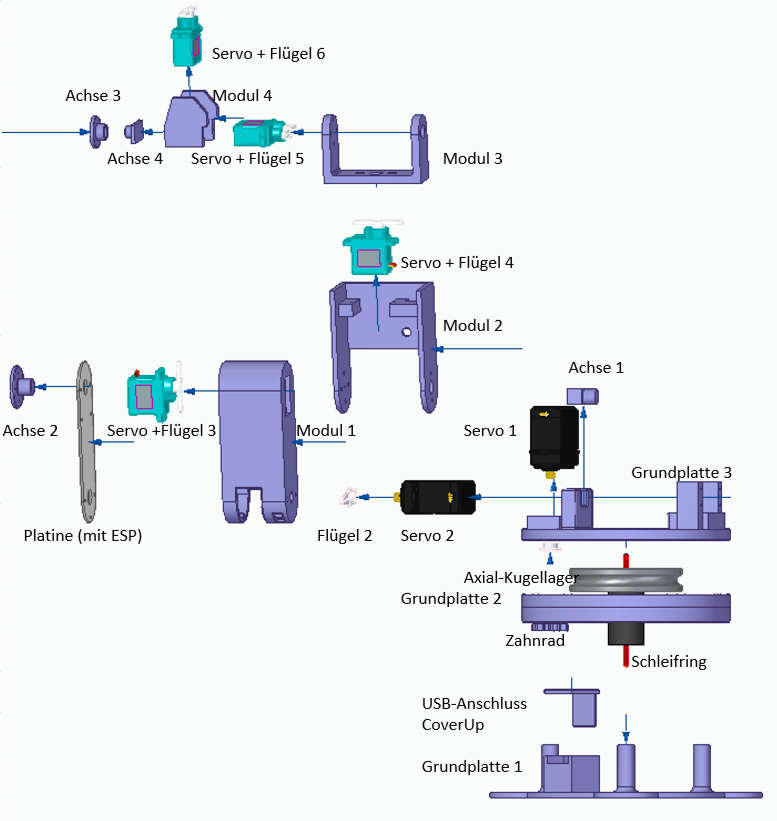 Servo + Flügel 6
Achse 3
Modul 4
Achse 4
Servo + Flügel 5
Modul 3
Servo + Flügel 4
Modul 2
Achse 1
Achse 2
Servo +Flügel 3
Modul 1
Servo 1
Grundplatte 3
Platine (mit ESP)
Flügel 2
Servo 2
Axial-Kugellager
Grundplatte 2
Zahnrad
Schleifring
USB-Anschluss
CoverUp
Grundplatte 1